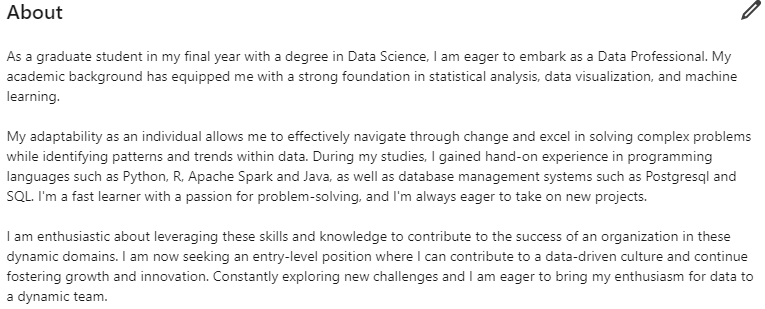 About
As a graduate student in my final year with a degree in Data Science, I am eager to embark as a Data Professional. My
academic background has equipped me with a strong foundation in statistical analysis, data visualization, and machine
learning.
My adaptability as an individual allows me to effectively navigate through change and excel in solving complex problems
while identifying patterns and trends within data. During my studies, I gained hand-on experience in programming
languages such as Python, R, Apache Spark and Java, as well as database management systems such as Postgresql and
SQL. I'm a fast learner with a passion for problem-solving, and I'm always eager to take on new projects.
I am enthusiastic about leveraging these skills and knowledge to contribute to the success of an organization in these
dynamic domains. I am now seeking an entry-level position where I can contribute to a data-driven culture and continue
fostering growth and innovation. Constantly exploring new challenges and I am eager to bring my enthusiasm for data to
a dynamic team.